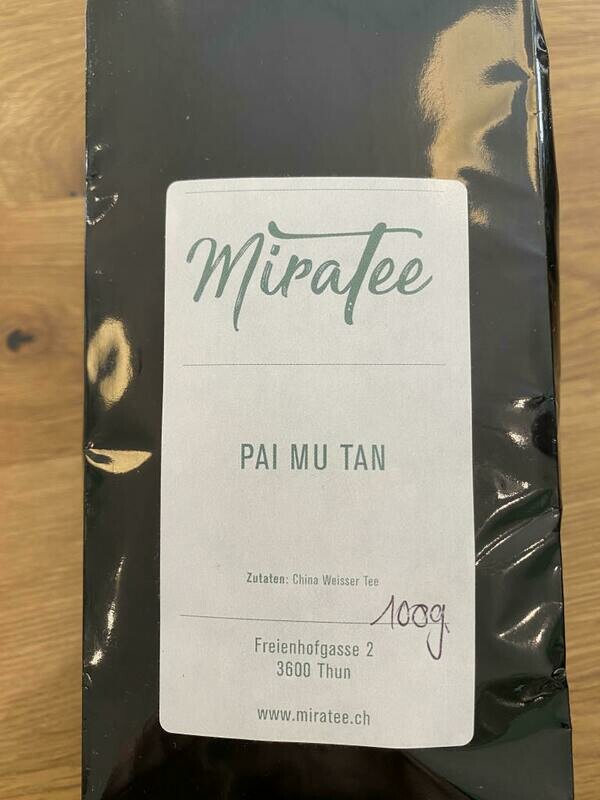 MiraTee
PAI MU TAN
Zutaten: China Weisser Tee
100g
Freienhofgasse 2
3600 Thun
www.miratee.ch